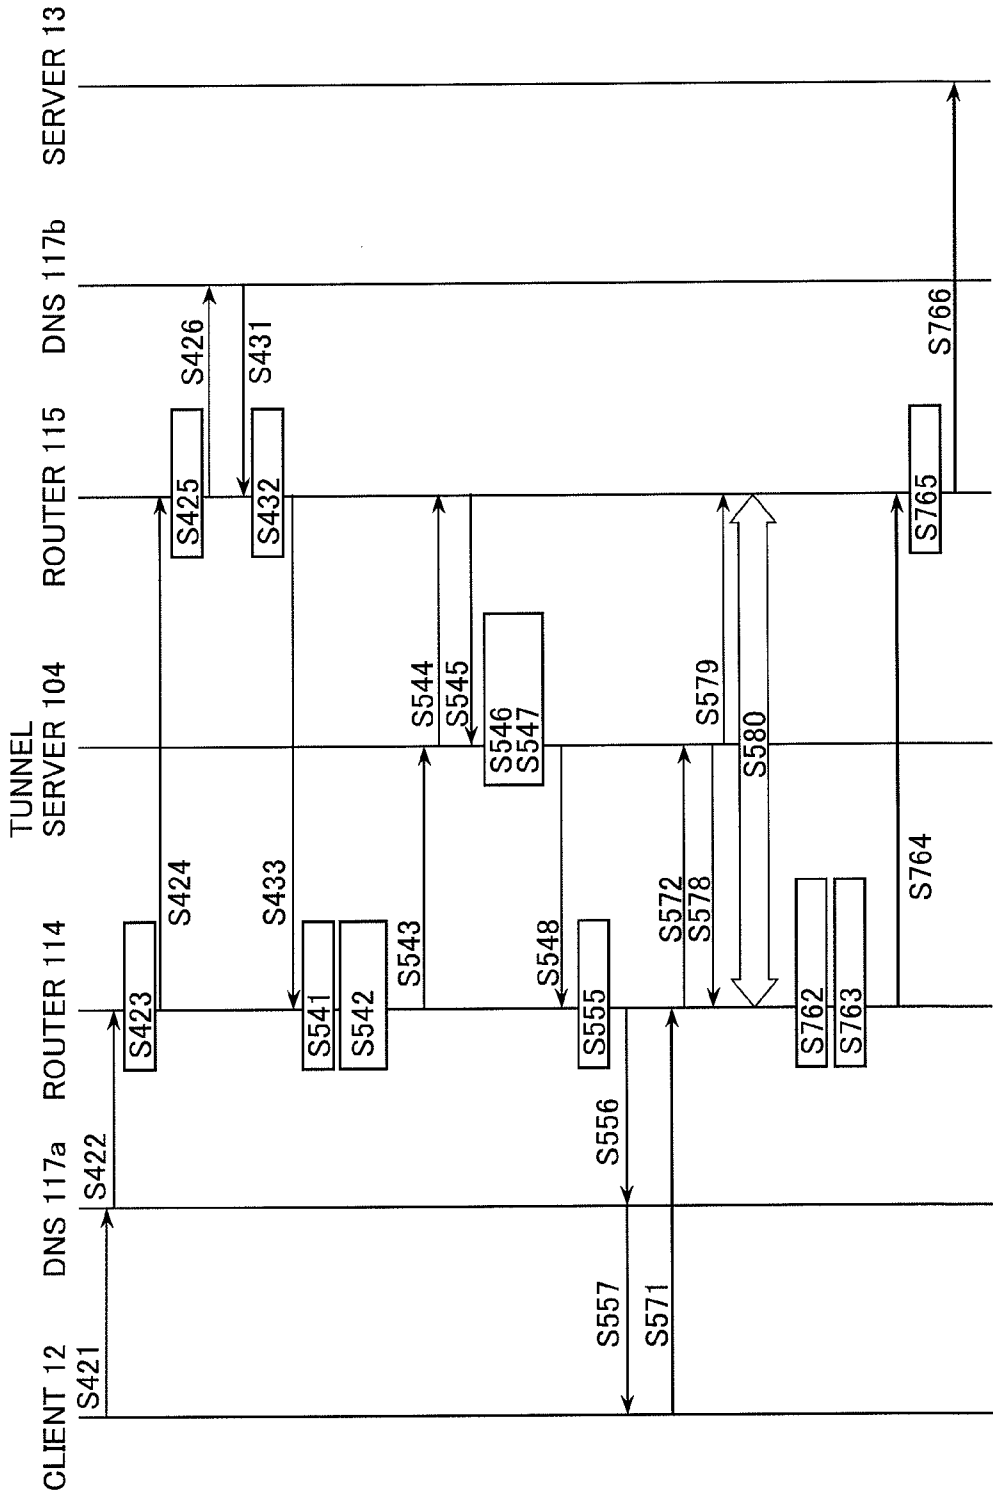 CLIENT 12
DNS 117a
ROUTER 114
TUNNEL
SERVER 104
ROUTER 115
DNS 117b
SERVER 13
S421
S422
S423
S424
S425
S426
S431
S432
S433
S541
S542
S543
S544
S545
S546
S547
S548
S555
S556
S557
S571
S572
S578
S579
S580
S762
S763
S764
S765
S766